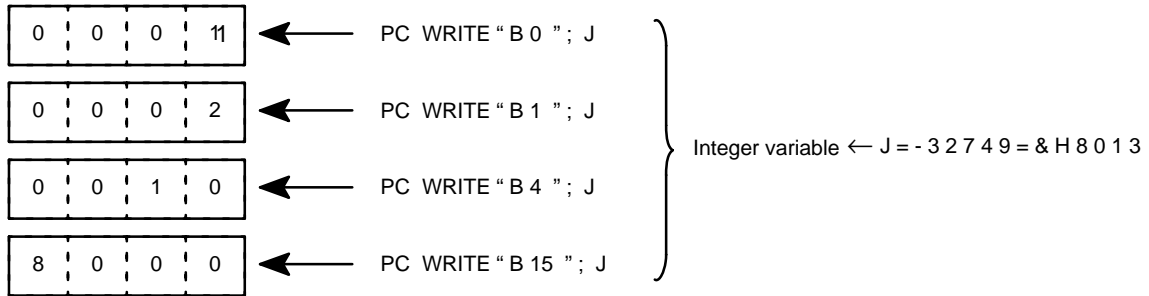 0 0 0 11 PC WRITE “ B 0 ” ; J
0 0 0 2 PC WRITE “ B 1 ” ; J
Integer variable ← J = - 3 2 7 4 9 = & H 8 0 1 3
0 0 1 0 PC WRITE “ B 4 ” ; J
8 0 0 0 PC WRITE “ B 15 ” ; J